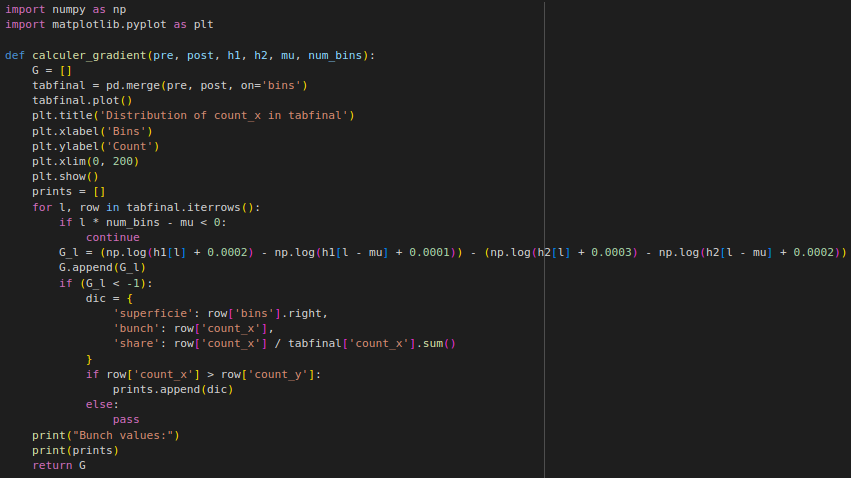 import numpy as np
import matplotlib.pyplot as plt
def calculer_gradient(pre, post, h1, h2, mu, num_bins):
G = []
tabfinal = pd.merge(pre, post, on='bins')
tabfinal.plot()
plt.title('Distribution of count_x in tabfinal')
plt.xlabel('Bins')
plt.ylabel('Count')
plt.xlim(0, 200)
plt.show()
prints = []
for l, row in tabfinal.iterrows():
if l * num_bins - mu < 0:
continue
G_l = (np.log(h1[l] + 0.0002) - np.log(h1[l - mu] + 0.0001)) - (np.log(h2[l] + 0.0003) - np.log(h2[l - mu] + 0.0002))
G.append(G_l)
if (G_l < -1):
dic = {
'superficie': row['bins'].right,
'bunch': row['count_x'],
'share': row['count_x'] / tabfinal['count_x'].sum()
}
if row['count_x'] > row['count_y']:
prints.append(dic)
else:
pass
print("Bunch values:")
print(prints)
return G